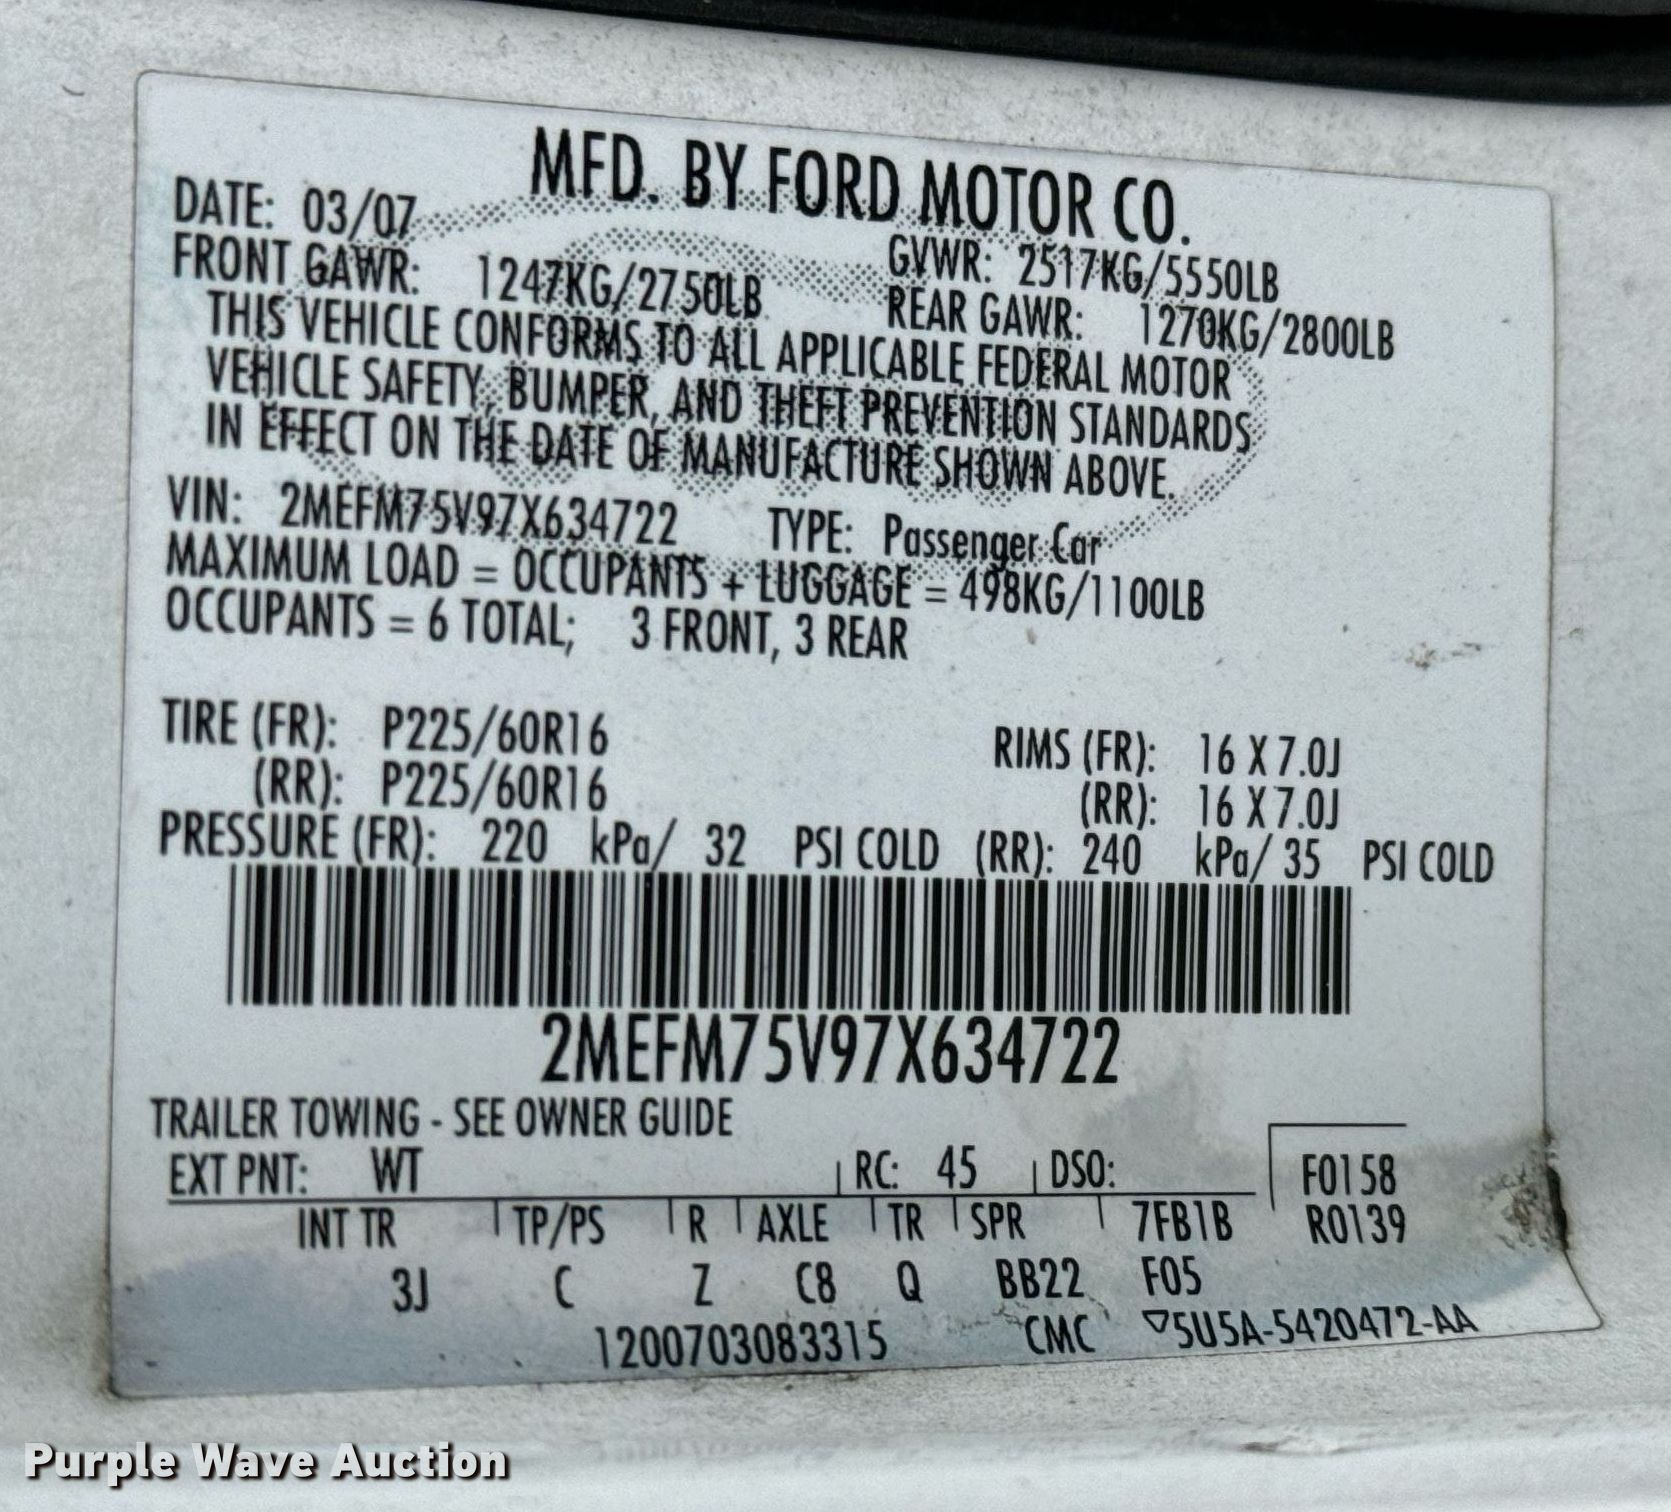 MFD. BY FORD MOTOR CO.
DATE: 03/07
GVWR: 2517KG/5550LB
FRONT GAWR: 1247KG/2750LB
REAR GAWR: 1270KG/2800LB
THIS VEHICLE CONFORMS TO ALL APPLICABLE FEDERAL MOTOR
VEHICLE SAFETY, BUMPER, AND THEFT PREVENTION STANDARDS
IN EFFECT ON THE DATE OF MANUFACTURE SHOWN ABOVE.
VIN: 2MEFM75V97X634722 TYPE: Passenger Car
MAXIMUM LOAD = OCCUPANTS + LUGGAGE = 498KG/1100LB
OCCUPANTS = 6 TOTAL; 3 FRONT, 3 REAR
TIRE (FR): P225/60R16 RIMS (FR): 16 X 7.0J
(RR): P225/60R16 (RR): 16 X 7.0J
PRESSURE (FR): 220 kPa/ 32 PSI COLD (RR): 240 kPa/ 35 PSI COLD
2MEFM75V97X634722
TRAILER TOWING - SEE OWNER GUIDE
EXT PNT: WT RC: 45 DSO: F0158
INT TR TP/PS R AXLE TR SPR 7FB1B R0139
3J C Z C8 Q BB22 F05
1200703083315 CMC ▽5U5A-5420472-AA
Purple Wave Auction